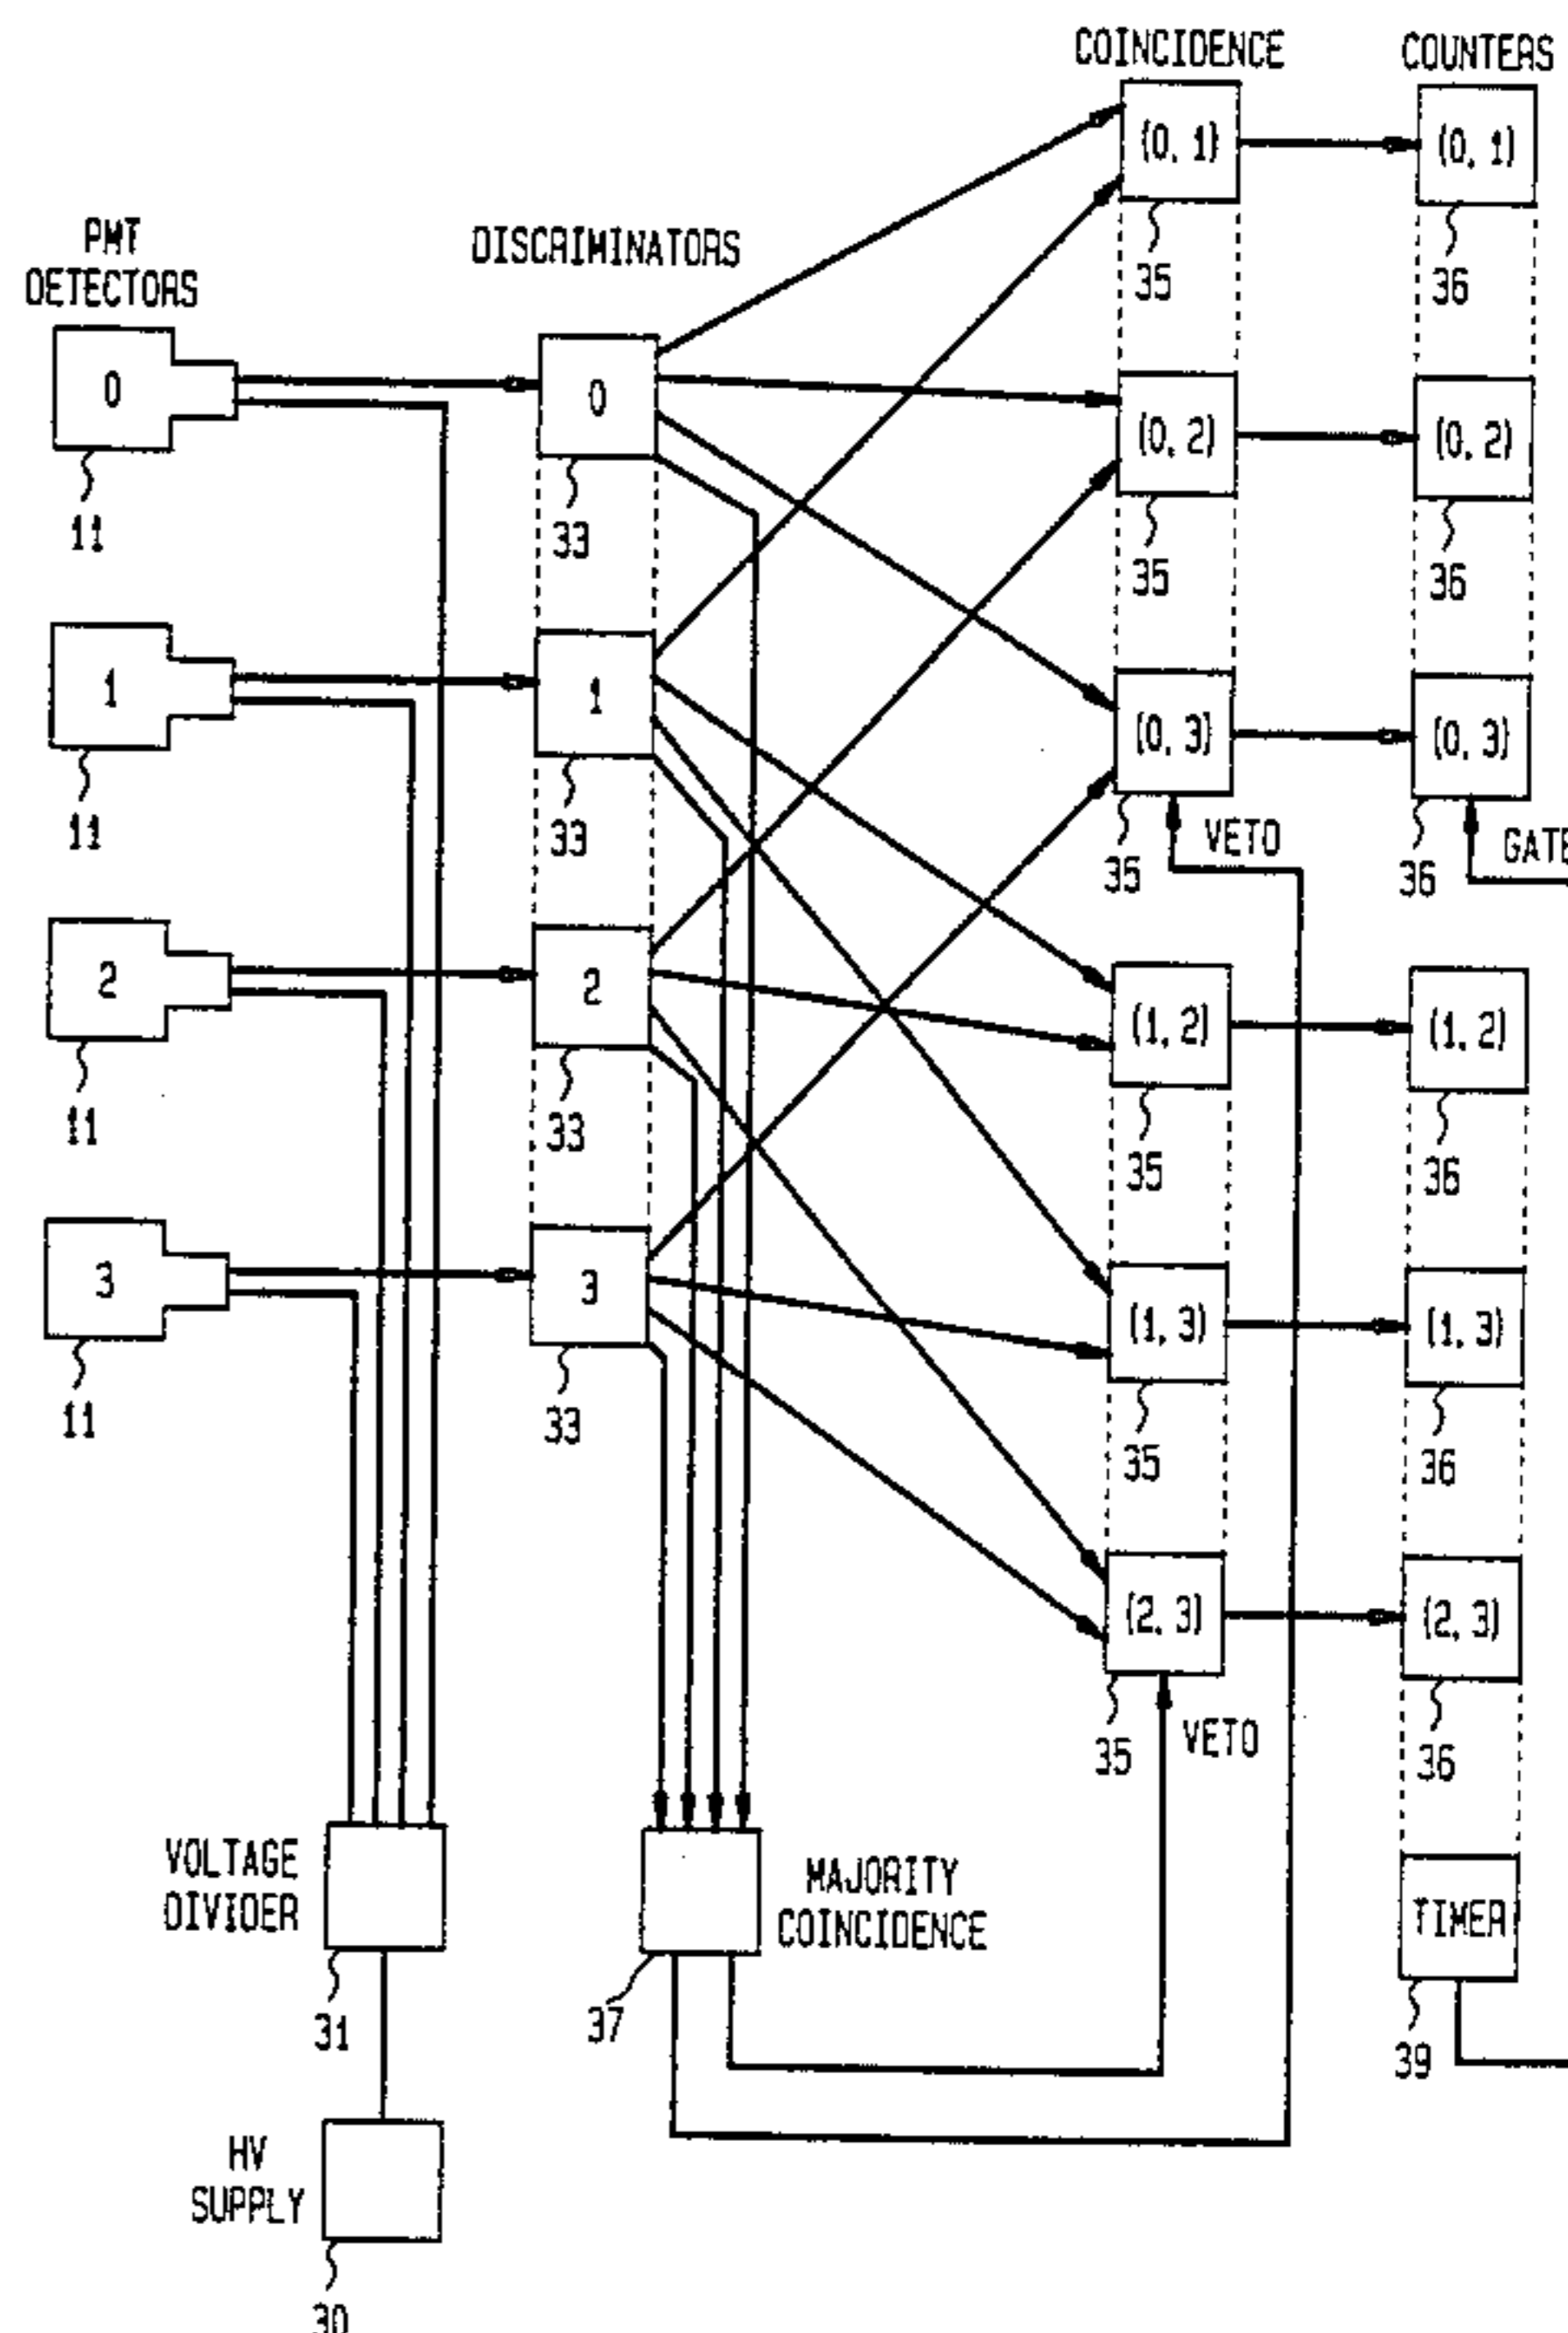 COINCIDENCE
COUNTERS
(0, 1)
(0, 1)
35
36
PMT
DETECTORS
DISCRIMINATORS
0
0
(0, 2)
(0, 2)
11
33
35
36
1
1
(0, 3)
(0, 3)
11
33
35
VETO
36
GATE
2
2
(1, 2)
(1, 2)
11
33
35
36
3
3
(1, 3)
(1, 3)
11
33
35
36
(2, 3)
(2, 3)
35
VETO
36
VOLTAGE
DIVIDER
MAJORITY
COINCIDENCE
TIMER
31
37
39
HV
SUPPLY
30